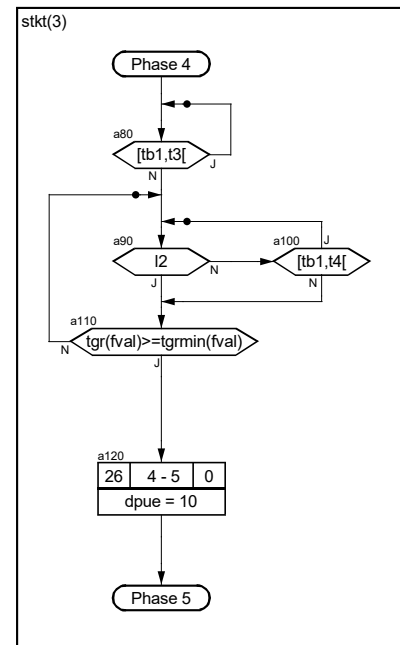 stkt(3)
Phase 4
a80
[tb1,t3[
J
N
a90
l2
N
J
a100
J
[tb1,t4[
N
a110
tgr(fval)>=tgrmin(fval)
N
J
a120
26 4 - 5 0
dpue = 10
Phase 5